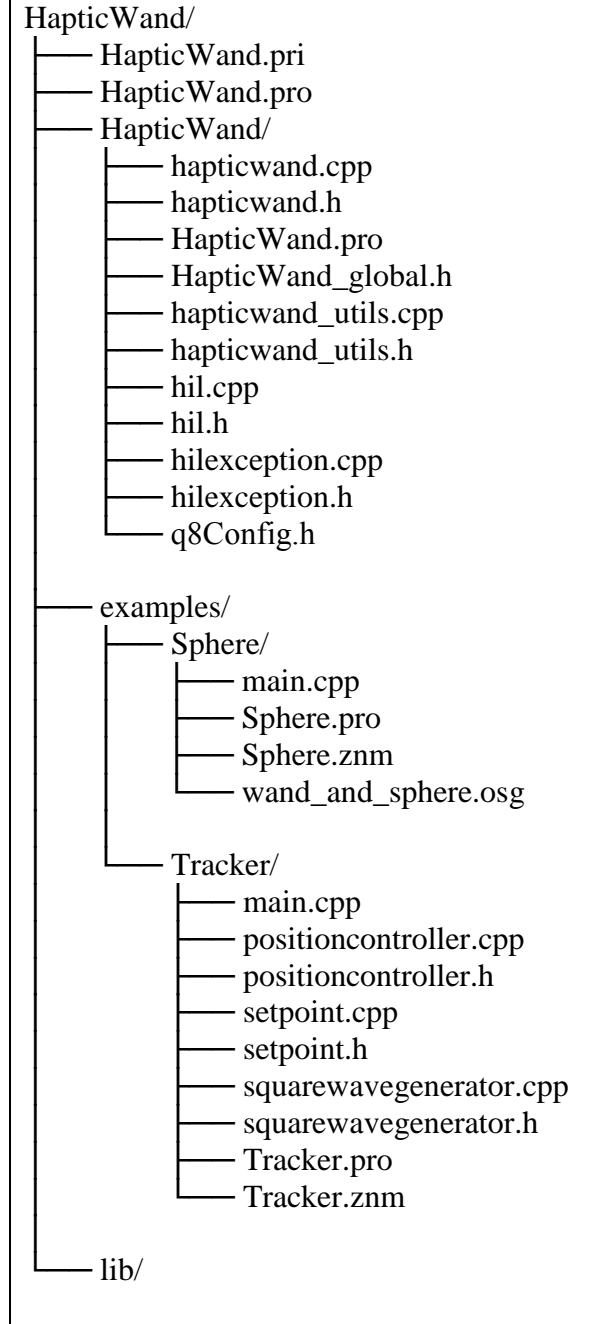 HapticWand/
HapticWand.pri
HapticWand.pro
HapticWand/
hapticwand.cpp
hapticwand.h
HapticWand.pro
HapticWand_global.h
hapticwand_utils.cpp
hapticwand_utils.h
hil.cpp
hil.h
hilexception.cpp
hilexception.h
q8Config.h
examples/
Sphere/
main.cpp
Sphere.pro
Sphere.znm
wand_and_sphere.osg
Tracker/
main.cpp
positioncontroller.cpp
positioncontroller.h
setpoint.cpp
setpoint.h
squarewavegenerator.cpp
squarewavegenerator.h
Tracker.pro
Tracker.znm
lib/